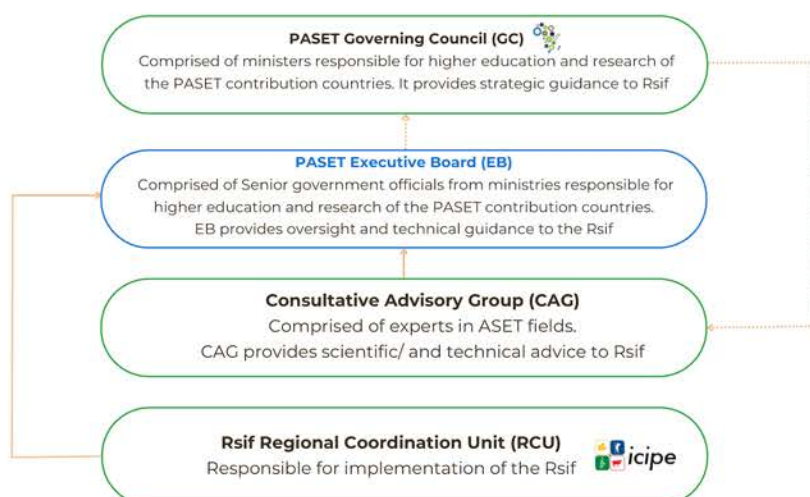 PASET Governing Council (GC)
Comprised of ministers responsible for higher education and research of
the PASET contribution countries. It provides strategic guidance to Rsif
PASET Executive Board (EB)
Comprised of Senior government officials from ministries responsible for
higher education and research of the PASET contribution countries.
EB provides oversight and technical guidance to the Rsif
Consultative Advisory Group (CAG)
Comprised of experts in ASET fields.
CAG provides scientific/ and technical advice to Rsif
Rsif Regional Coordination Unit (RCU)
Responsible for implementation of the Rsif
icipe